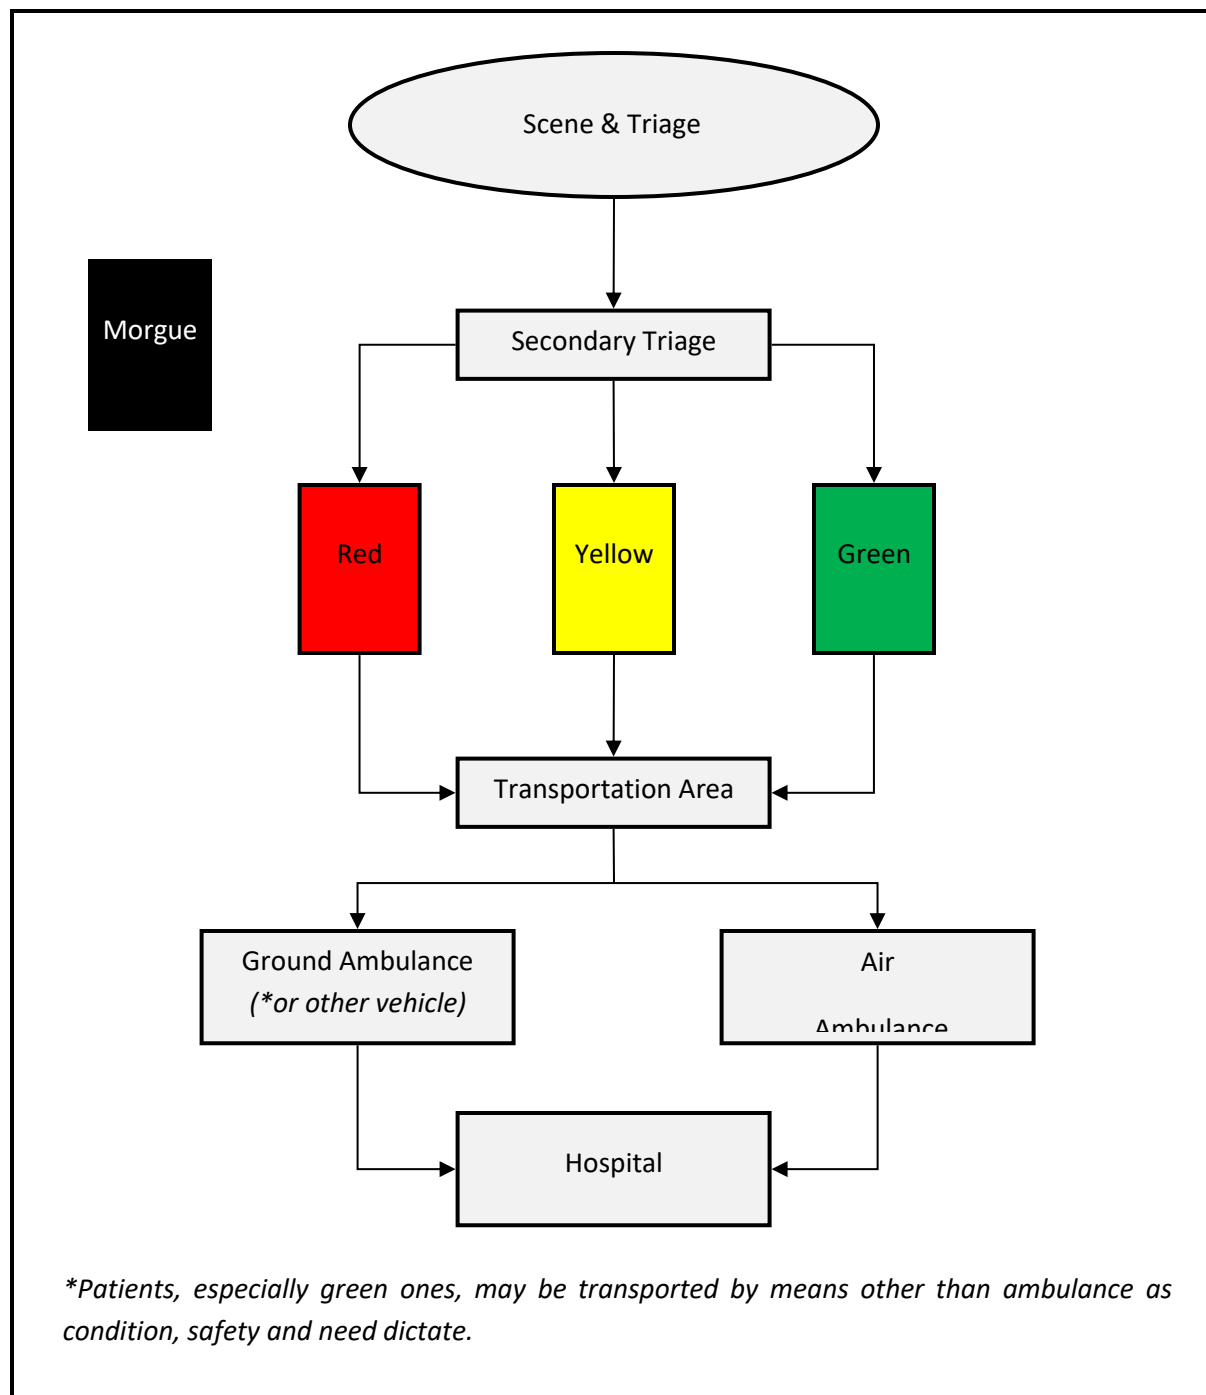 Scene & Triage
Morgue
Secondary Triage
Red
Yellow
Green
Transportation Area
Ground Ambulance
(*or other vehicle)
Air
Ambulance
Hospital
*Patients, especially green ones, may be transported by means other than ambulance as
condition, safety and need dictate.